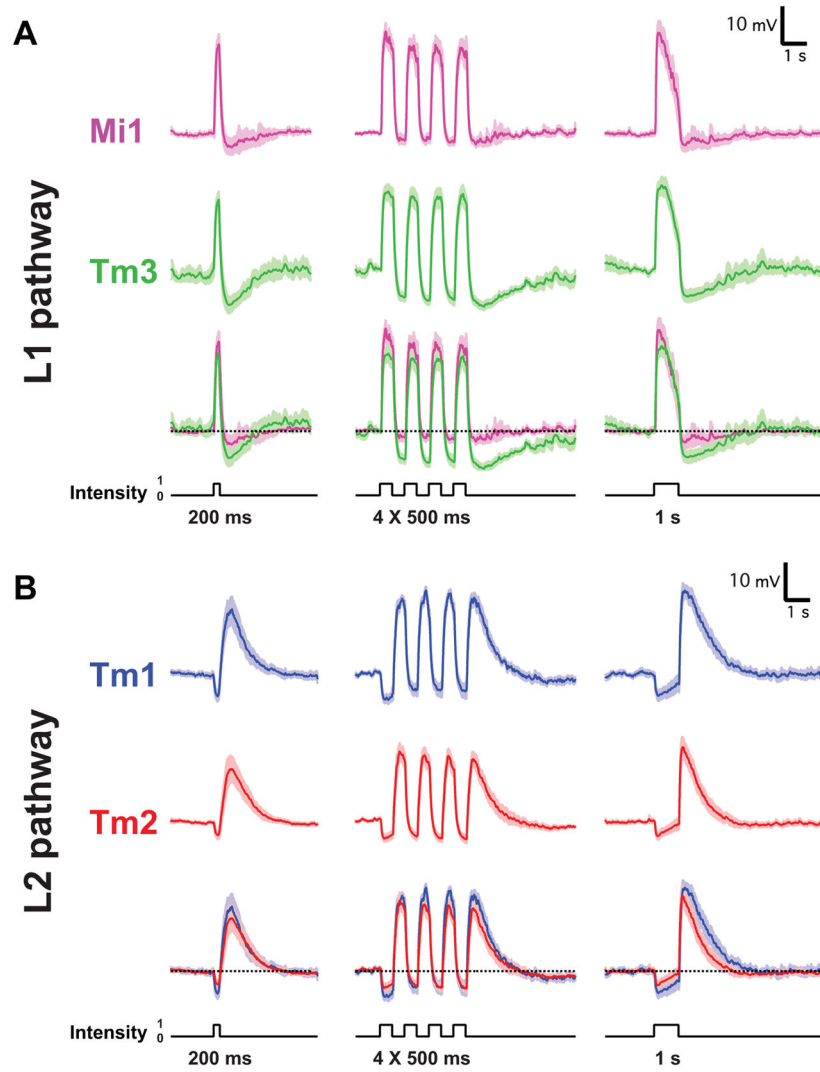 A
10 mV
1 s
Mi1
Tm3
L1 pathway
Intensity 1 0
200 ms
4 X 500 ms
1 s
B
10 mV
1 s
Tm1
Tm2
L2 pathway
Intensity 1 0
200 ms
4 X 500 ms
1 s